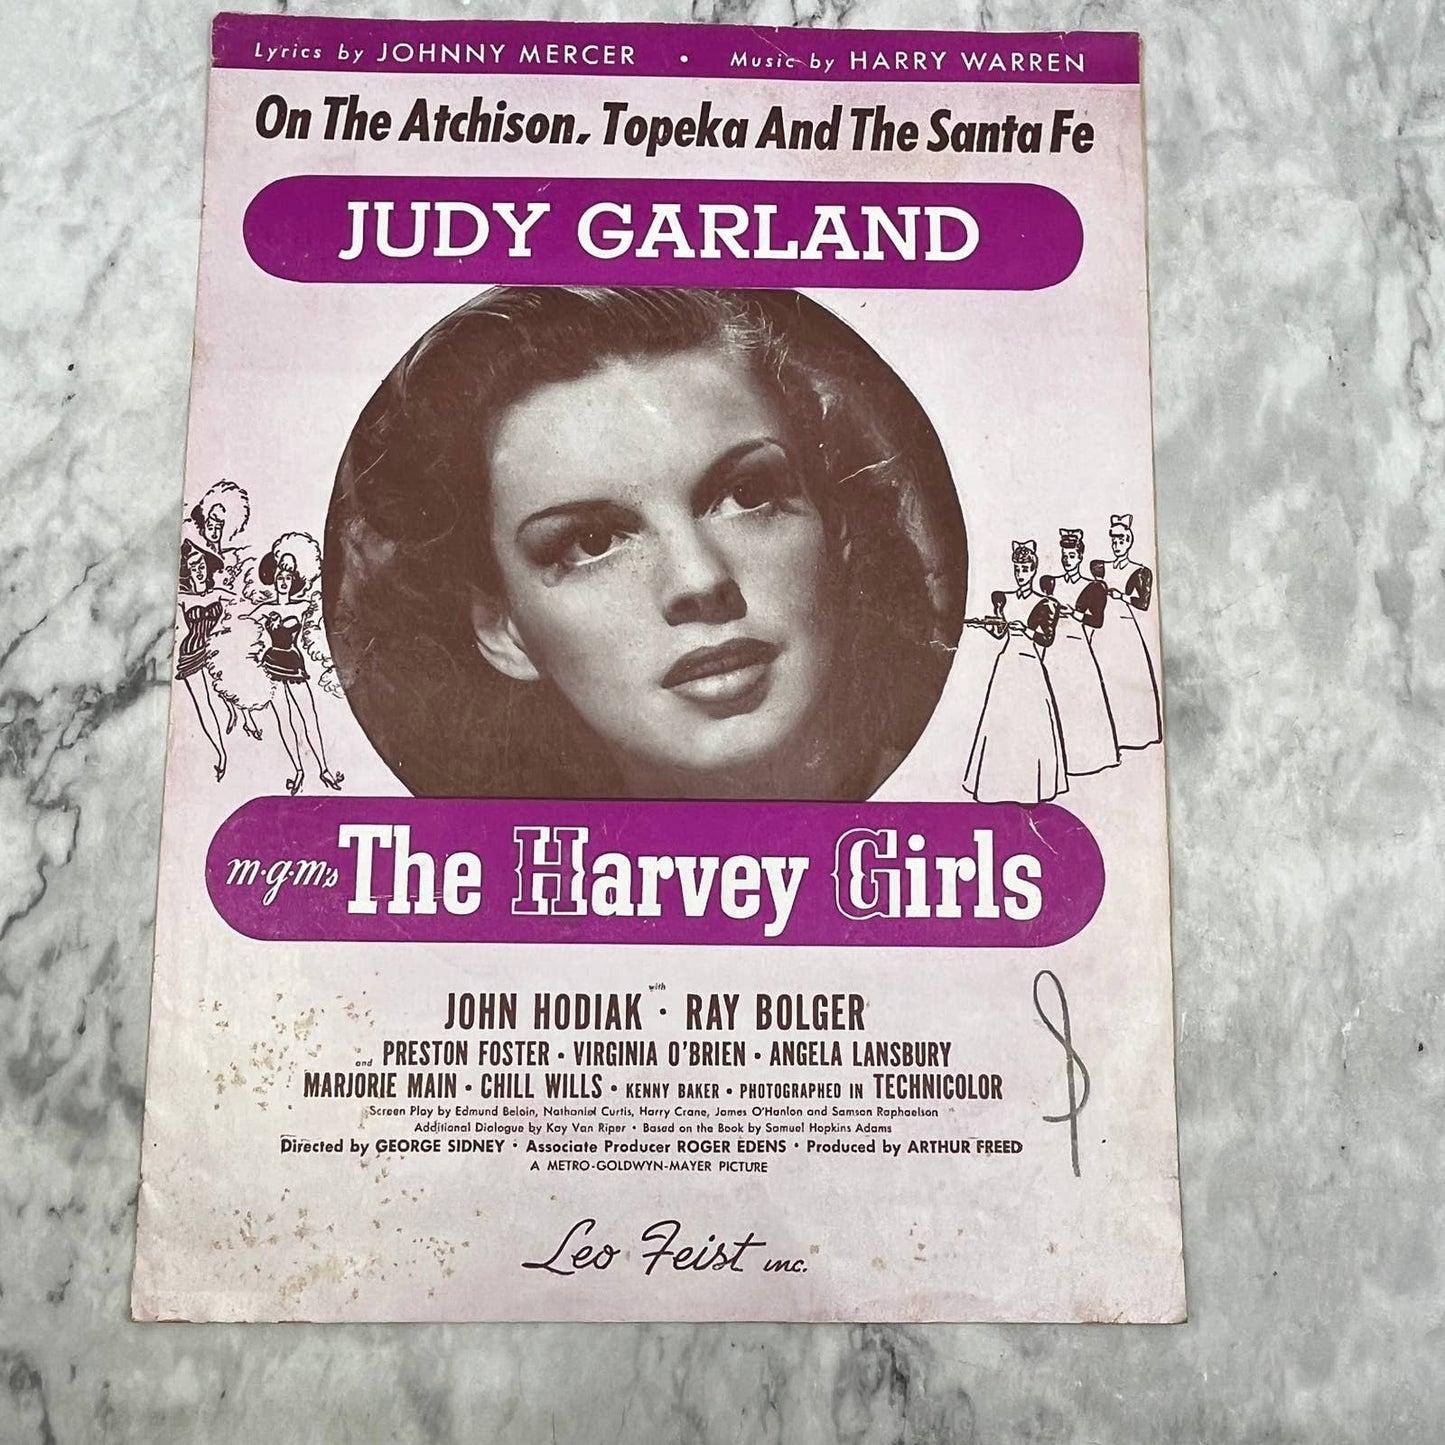 Lyrics by JOHNNY MERCER • Music by HARRY WARREN
On The Atchison, Topeka And The Santa Fe
JUDY GARLAND
m·g·m's The Harvey Girls
with
JOHN HODIAK · RAY BOLGER
and PRESTON FOSTER · VIRGINIA O'BRIEN · ANGELA LANSBURY
MARJORIE MAIN · CHILL WILLS · KENNY BAKER · PHOTOGRAPHED IN TECHNICOLOR
Screen Play by Edmund Beloin, Nathaniel Curtis, Harry Crane, James O'Hanlon and Samson Raphaelson
Additional Dialogue by Kay Van Riper · Based on the Book by Samuel Hopkins Adams
Directed by GEORGE SIDNEY · Associate Producer ROGER EDENS · Produced by ARTHUR FREED
A METRO-GOLDWYN-MAYER PICTURE
Leo Feist inc.